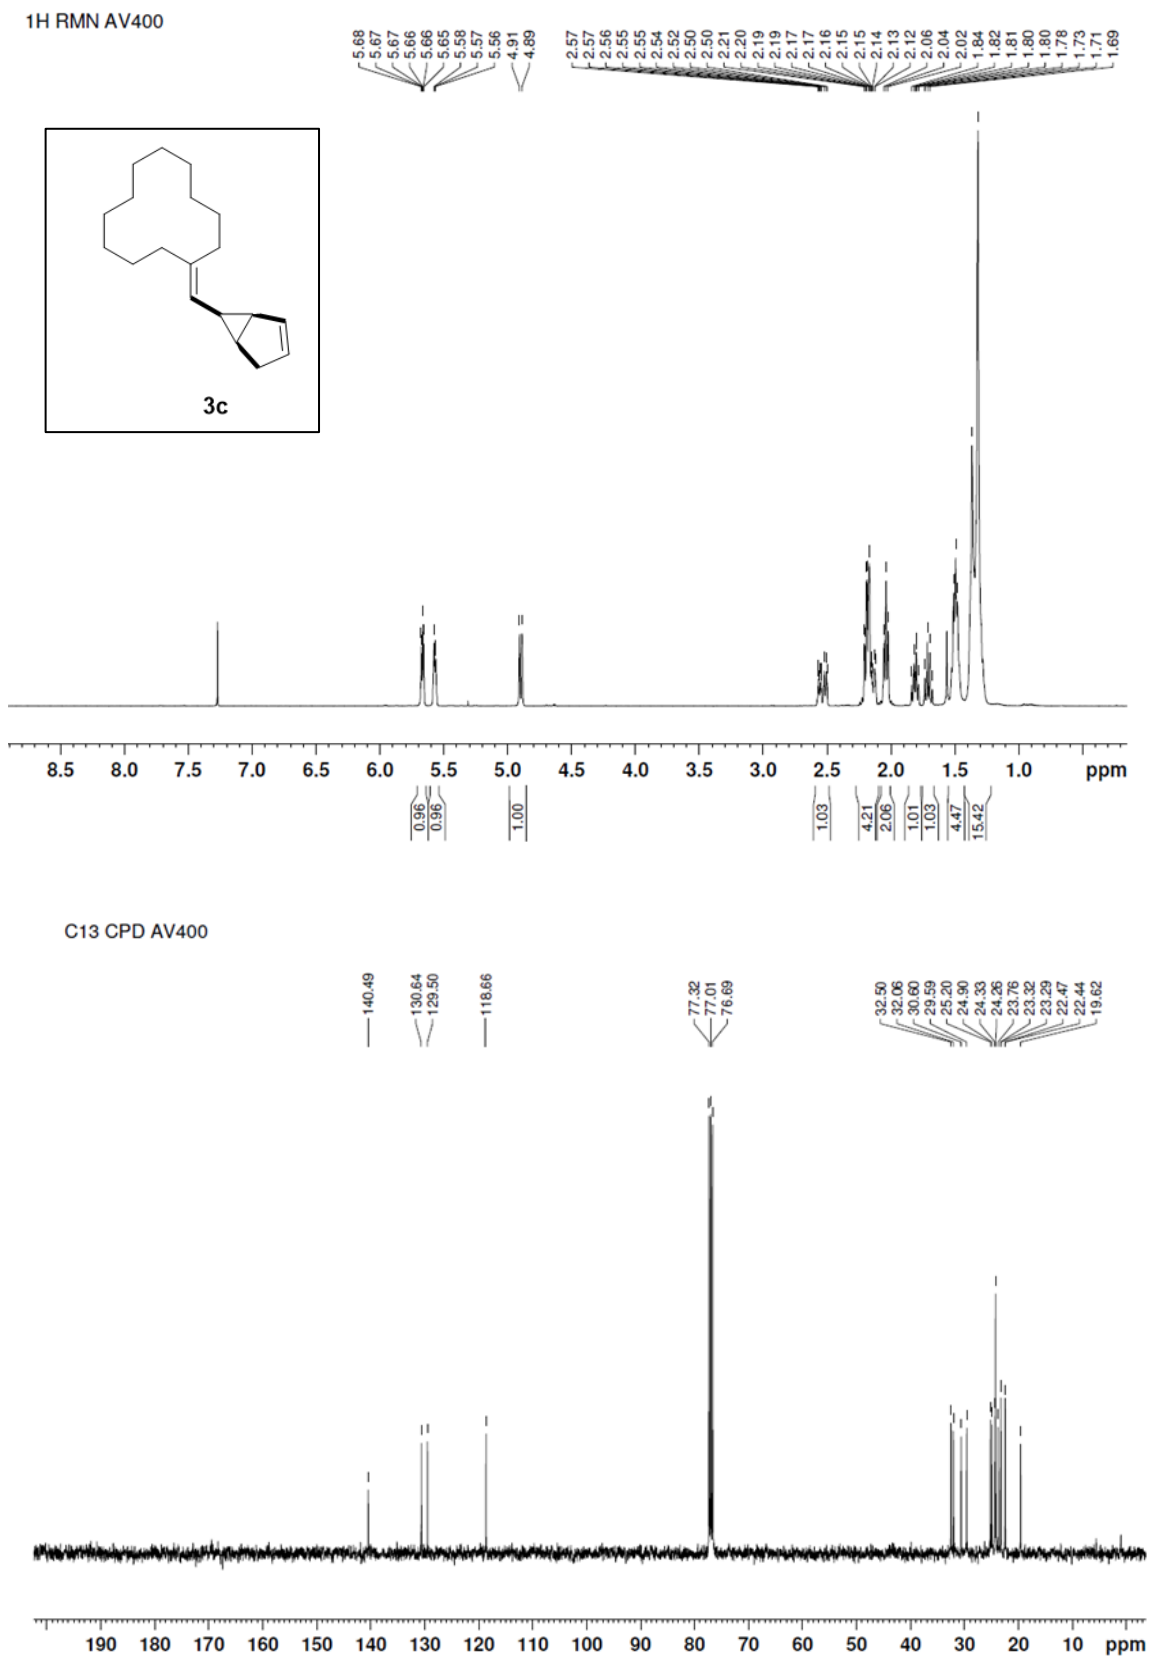 1H RMN AV400
5.68 5.67 5.67 5.66 5.66 5.65 5.58 5.57 5.56 4.91 4.89 2.57 2.57 2.56 2.55 2.55 2.54 2.52 2.50 2.50 2.21 2.20 2.19 2.19 2.17 2.17 2.16 2.15 2.15 2.14 2.13 2.12 2.06 2.04 2.02 1.84 1.82 1.81 1.80 1.80 1.78 1.73 1.71 1.69
3c
8.5 8.0 7.5 7.0 6.5 6.0 5.5 5.0 4.5 4.0 3.5 3.0 2.5 2.0 1.5 1.0 ppm
0.96 0.96 1.00 1.03 4.21 2.06 1.01 1.03 4.47 15.42
C13 CPD AV400
140.49 130.64 129.50 118.66 77.32 77.01 76.69 32.50 32.06 30.60 29.59 25.20 24.90 24.33 24.26 23.76 23.32 23.29 22.47 22.44 19.62
190 180 170 160 150 140 130 120 110 100 90 80 70 60 50 40 30 20 10 ppm